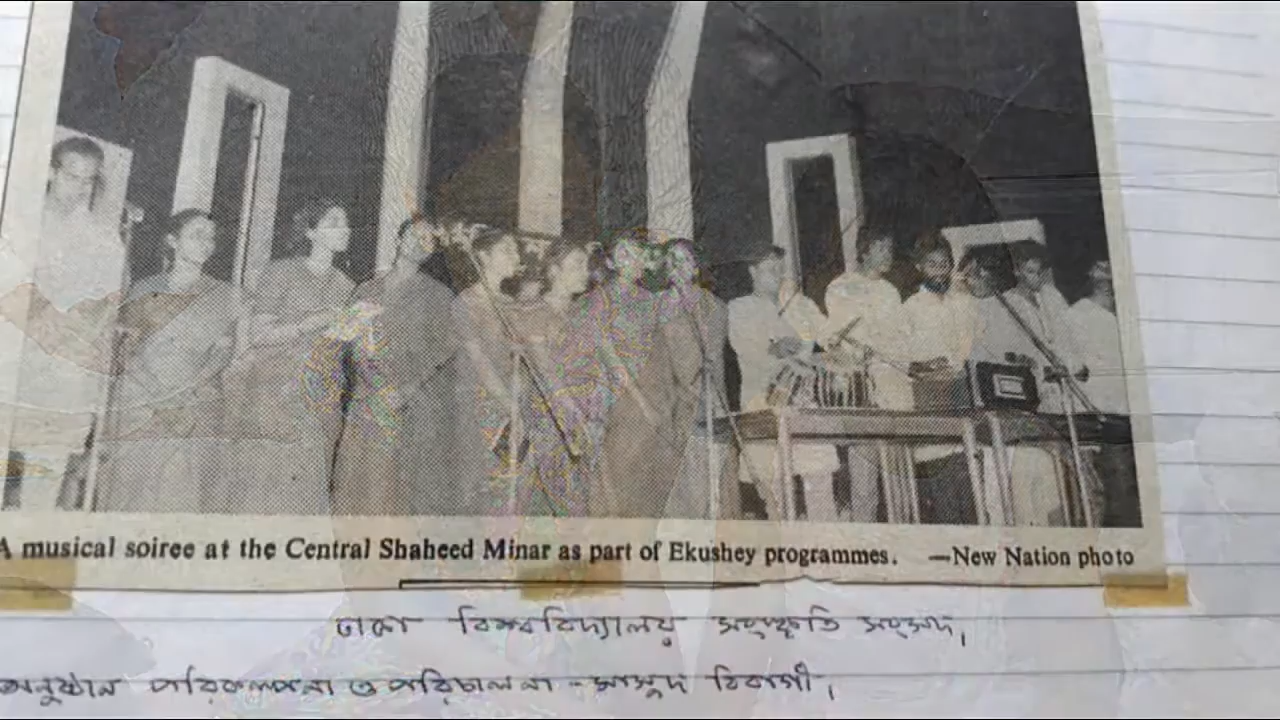 A musical soiree at the Central Shaheed Minar as part of Ekushey programmes. —New Nation photo
ঢাকা বিশ্ববিদ্যালয় সংস্কৃতি সংসদ,
অনুষ্ঠান পরিকল্পনা ও পরিচালনা - মাসুদ বিবাগী,